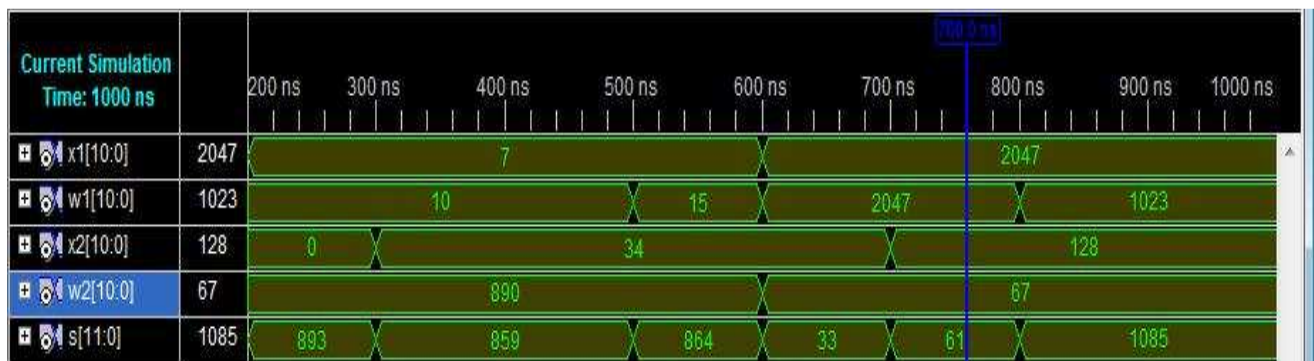 700.0 ns
Current Simulation
Time: 1000 ns
200 ns 300 ns 400 ns 500 ns 600 ns 700 ns 800 ns 900 ns 1000 ns
x1[10:0] 2047 7 2047
w1[10:0] 1023 10 15 2047 1023
x2[10:0] 128 0 34 128
w2[10:0] 67 890 67
s[11:0] 1085 893 859 864 33 61 1085